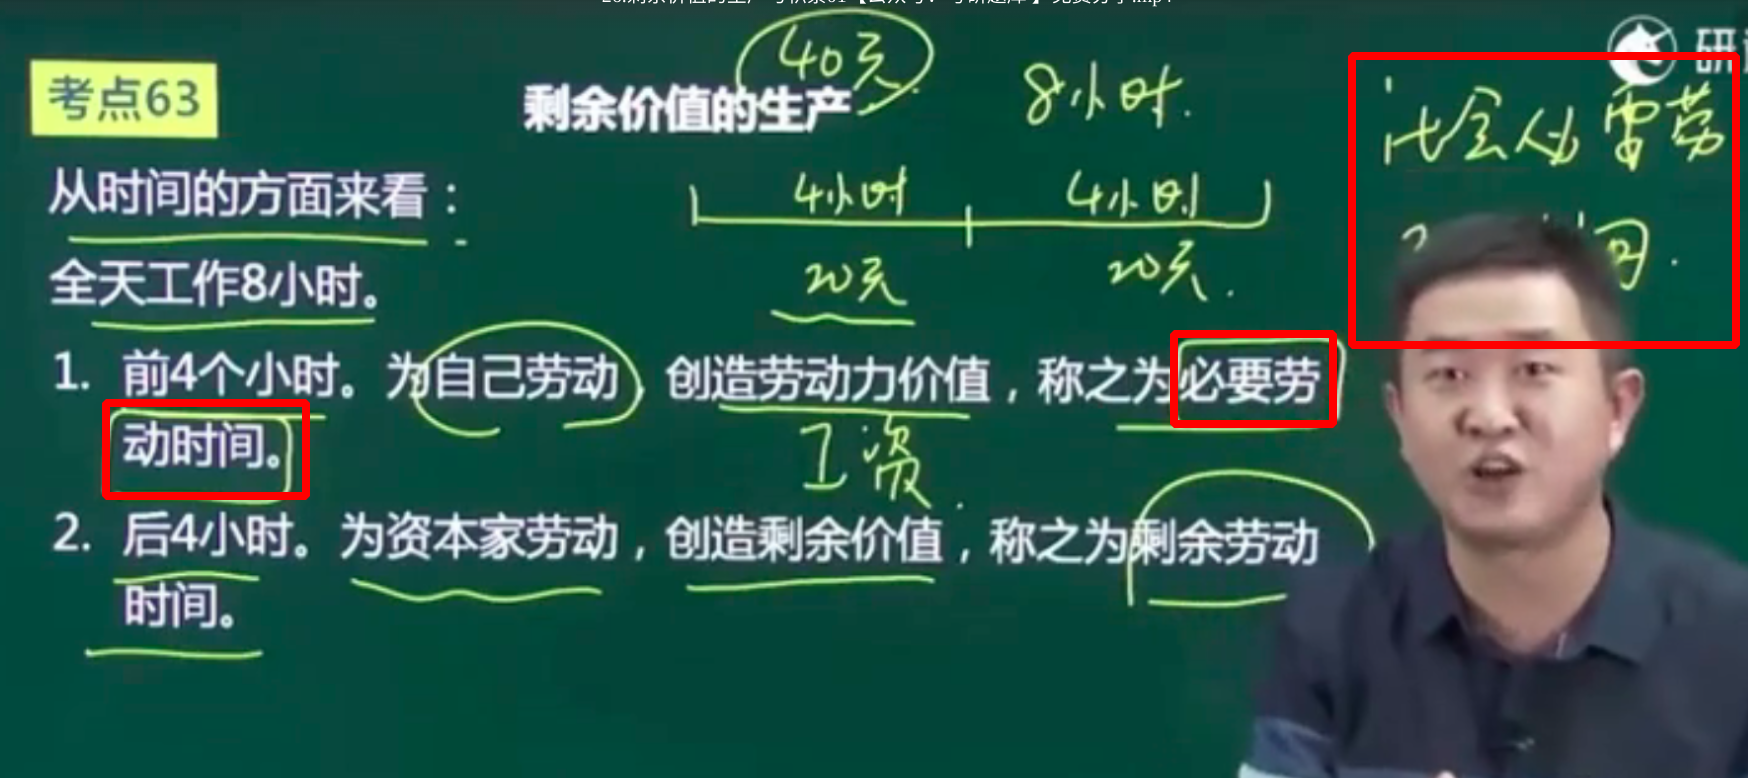 考点63
剩余价值的生产
40元
8小时.
研
社会必需劳
间.
从时间的方面来看：
4小时 4小时
全天工作8小时。
20元 20元.
1. 前4个小时。为自己劳动，创造劳动力价值，称之为必要劳
动时间。
工资
2. 后4小时。为资本家劳动，创造剩余价值，称之为剩余劳动
时间。